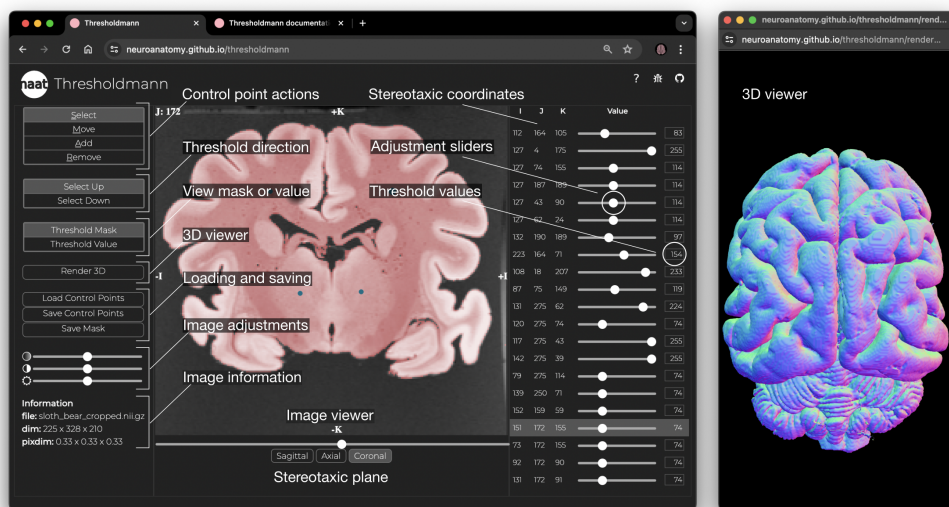 Thresholdmann
Thresholdmann documentati
neuroanatomy.github.io/thresholdmann
naat Thresholdmann
Control point actions
Select
Move
Add
Remove
Threshold direction
Select Up
Select Down
View mask or value
Threshold Mask
Threshold Value
3D viewer
Render 3D
Loading and saving
Load Control Points
Save Control Points
Save Mask
Image adjustments
Image information
Information
file: sloth_bear_cropped.nii.gz
dim: 225 x 328 x 210
pixdim: 0.33 x 0.33 x 0.33
J: 172
+K
-I
+I
Image viewer
-K
Sagittal Axial Coronal
Stereotaxic plane
Stereotaxic coordinates
Adjustment sliders
Threshold values
I J K Value
112 164 105 83
127 4 175 255
127 74 155 114
127 187 189 114
127 43 90 114
127 62 24 114
132 190 189 97
223 164 71 154
108 18 207 233
87 75 149 119
131 275 62 224
120 275 74 74
117 275 43 255
142 275 39 255
79 275 114 74
139 250 71 74
152 159 59 74
151 172 155 74
73 172 155 74
92 172 90 74
131 172 91 74
neuroanatomy.github.io/thresholdmann/rend...
neuroanatomy.github.io/thresholdmann/render...
3D viewer